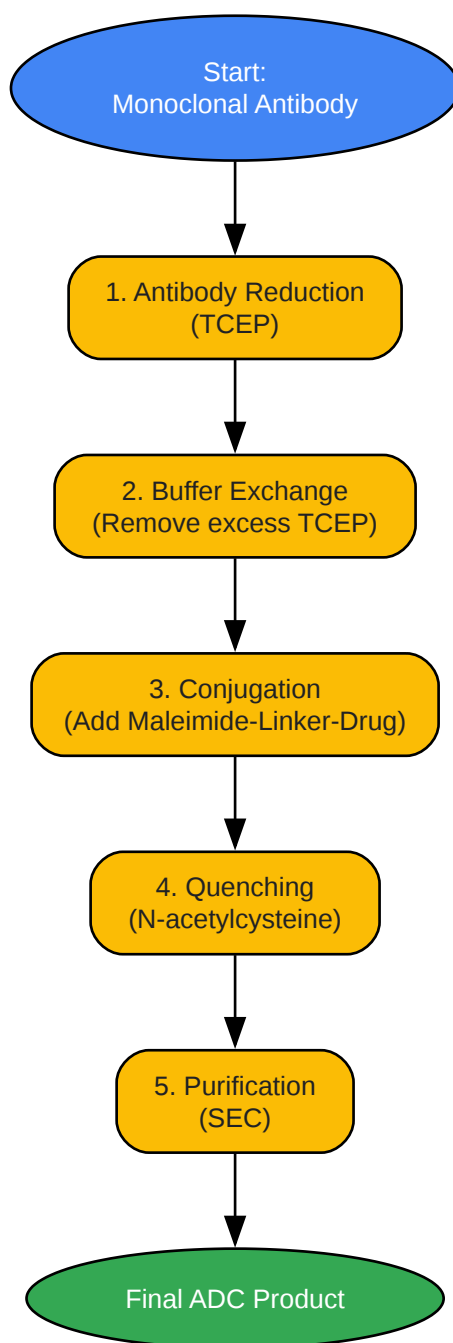 Start:
Monoclonal Antibody
1. Antibody Reduction
(TCEP)
2. Buffer Exchange
(Remove excess TCEP)
3. Conjugation
(Add Maleimide-Linker-Drug)
4. Quenching
(N-acetylcysteine)
5. Purification
(SEC)
Final ADC Product